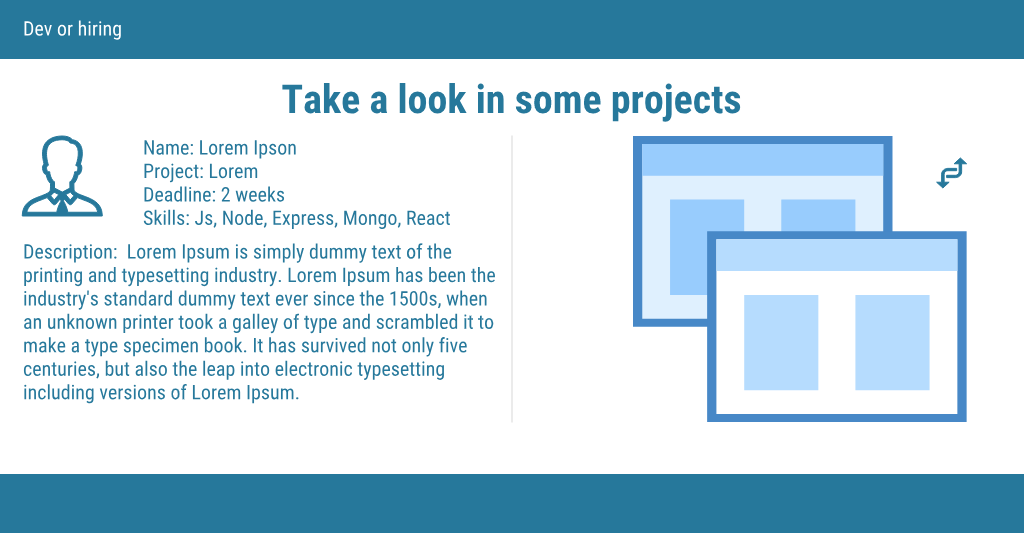 Dev or hiring
Take a look in some projects
Name: Lorem Ipson
Project: Lorem
Deadline: 2 weeks
Skills: Js, Node, Express, Mongo, React
Description:  Lorem Ipsum is simply dummy text of the
printing and typesetting industry. Lorem Ipsum has been the
industry's standard dummy text ever since the 1500s, when
an unknown printer took a galley of type and scrambled it to
make a type specimen book. It has survived not only five
centuries, but also the leap into electronic typesetting
including versions of Lorem Ipsum.